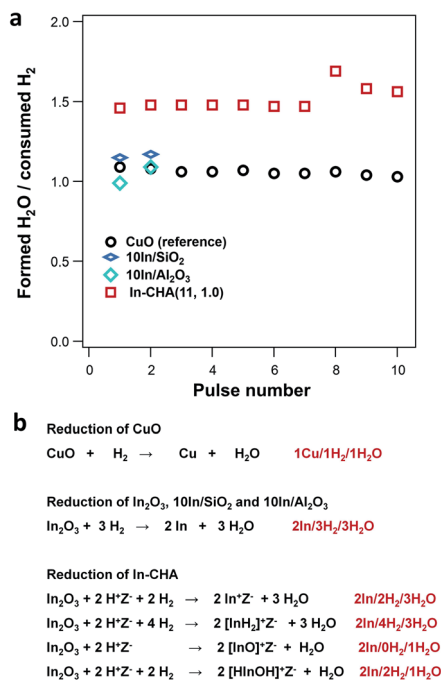 a
2.0
1.5
1.0
0.5
0.0
Formed H₂O / consumed H₂
CuO (reference)
10In/SiO₂
10In/Al₂O₃
In-CHA(11, 1.0)
0 2 4 6 8 10
Pulse number
b
Reduction of CuO
CuO + H₂ → Cu + H₂O 1Cu/1H₂/1H₂O
Reduction of In₂O₃, 10In/SiO₂ and 10In/Al₂O₃
In₂O₃ + 3 H₂ → 2 In + 3 H₂O 2In/3H₂/3H₂O
Reduction of In-CHA
In₂O₃ + 2 H⁺Z⁻ + 2 H₂ → 2 In⁺Z⁻ + 3 H₂O 2In/2H₂/3H₂O
In₂O₃ + 2 H⁺Z⁻ + 4 H₂ → 2 [InH₂]⁺Z⁻ + 3 H₂O 2In/4H₂/3H₂O
In₂O₃ + 2 H⁺Z⁻ → 2 [InO]⁺Z⁻ + H₂O 2In/0H₂/1H₂O
In₂O₃ + 2 H⁺Z⁻ + 2 H₂ → 2 [HInOH]⁺Z⁻ + H₂O 2In/2H₂/1H₂O